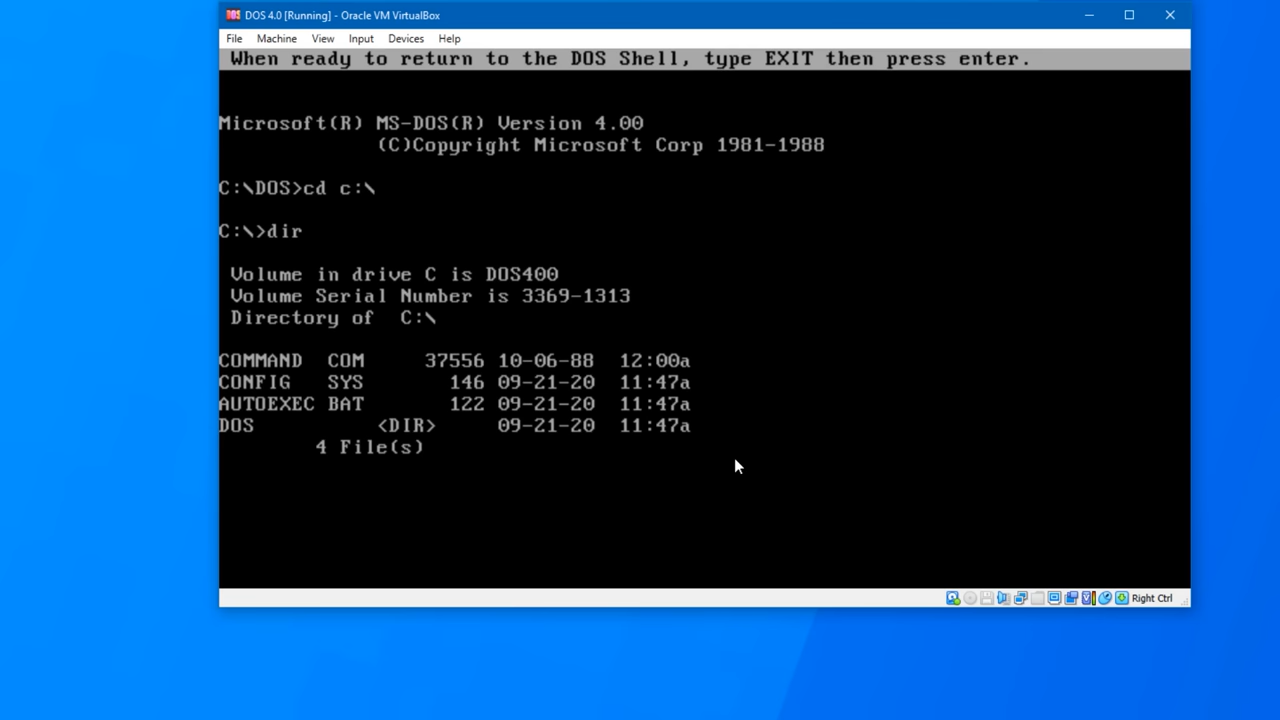 DOS 4.0 [Running] - Oracle VM VirtualBox
File Machine View Input Devices Help
When ready to return to the DOS Shell, type EXIT then press enter.
Microsoft(R) MS-DOS(R) Version 4.00
(C)Copyright Microsoft Corp 1981-1988
C:\DOS>cd c:\
C:\>dir
Volume in drive C is DOS400
Volume Serial Number is 3369-1313
Directory of  C:\
COMMAND  COM     37556 10-06-88  12:00a
CONFIG   SYS       146 09-21-20  11:47a
AUTOEXEC BAT       122 09-21-20  11:47a
DOS          <DIR>     09-21-20  11:47a
4 File(s)
Right Ctrl